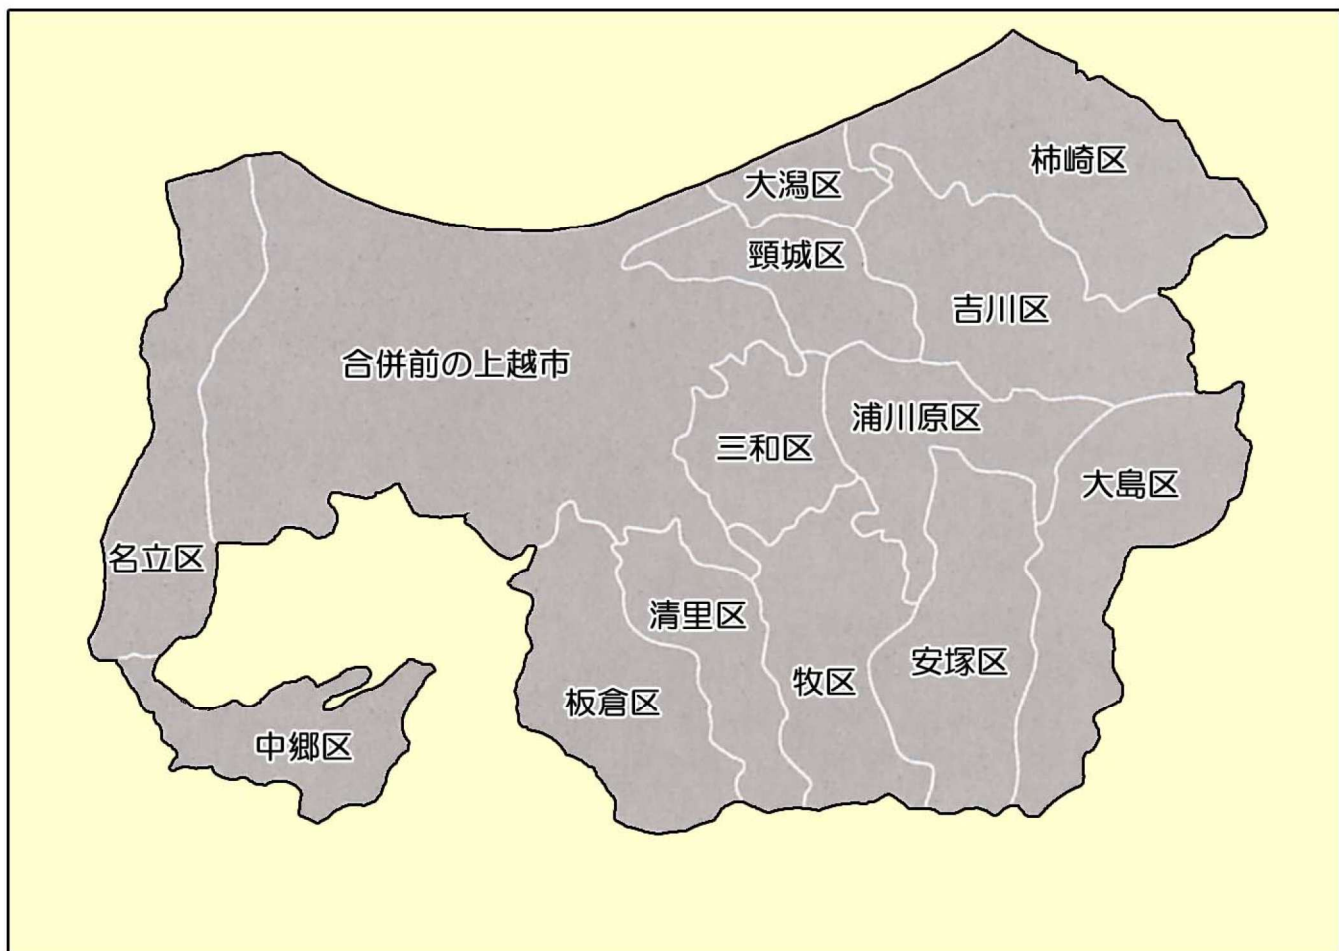 柿崎区
大潟区
頸城区
吉川区
合併前の上越市
浦川原区
三和区
大島区
名立区
清里区
安塚区
牧区
板倉区
中郷区